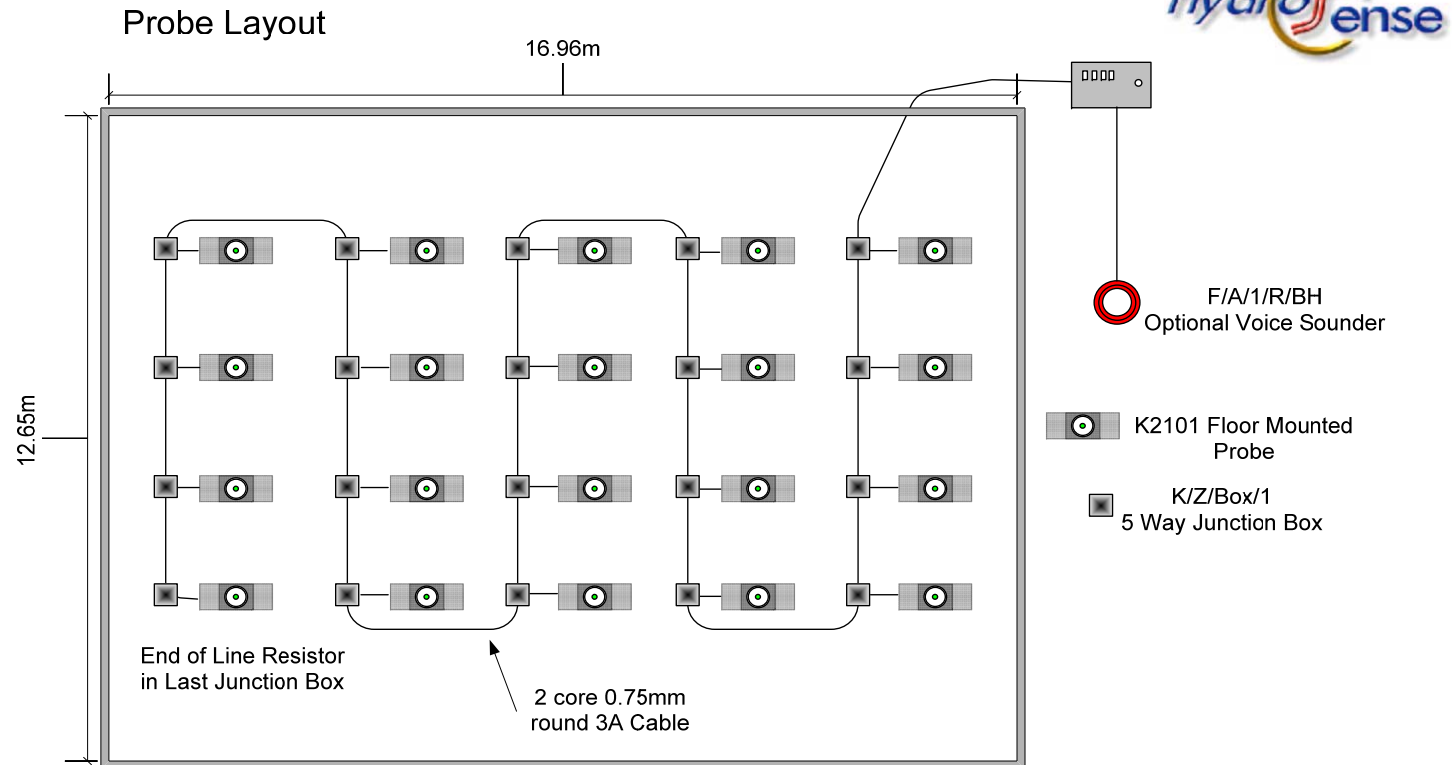 Probe Layout
HydroSense
16.96m
12.65m
F/A/1/R/BH
Optional Voice Sounder
K2101 Floor Mounted
Probe
K/Z/Box/1
5 Way Junction Box
End of Line Resistor
in Last Junction Box
2 core 0.75mm
round 3A Cable